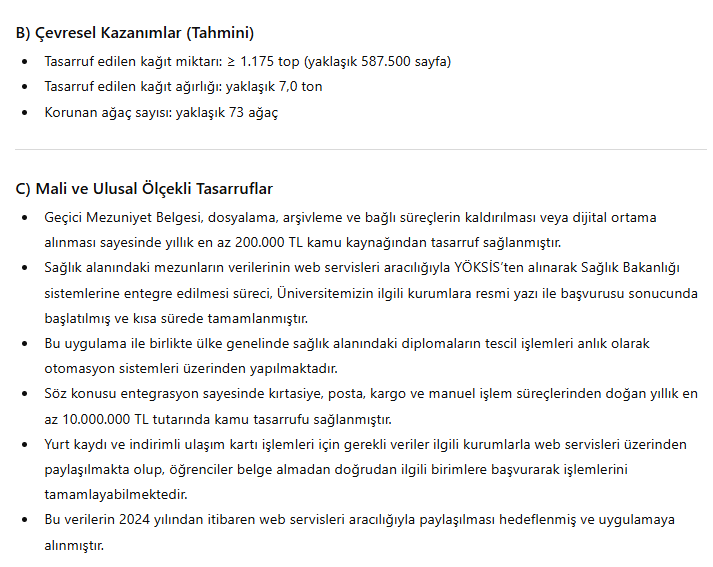 B) Çevresel Kazanımlar (Tahmini)
• Tasarruf edilen kağıt miktarı: ≥ 1.175 top (yaklaşık 587.500 sayfa)
• Tasarruf edilen kağıt ağırlığı: yaklaşık 7,0 ton
• Korunan ağaç sayısı: yaklaşık 73 ağaç
C) Mali ve Ulusal Ölçekli Tasarruflar
• Geçici Mezuniyet Belgesi, dosyalama, arşivleme ve bağlı süreçlerin kaldırılması veya dijital ortama
alınması sayesinde yıllık en az 200.000 TL kamu kaynağından tasarruf sağlanmıştır.
• Sağlık alanındaki mezunların verilerinin web servisleri aracılığıyla YÖKSİS’ten alınarak Sağlık Bakanlığı
sistemlerine entegre edilmesi süreci, Üniversitemizin ilgili kurumlara resmi yazı ile başvurusu sonucunda
başlatılmış ve kısa sürede tamamlanmıştır.
• Bu uygulama ile birlikte ülke genelinde sağlık alanındaki diplomaların tescil işlemleri anlık olarak
otomasyon sistemleri üzerinden yapılmaktadır.
• Söz konusu entegrasyon sayesinde kırtasiye, posta, kargo ve manuel işlem süreçlerinden doğan yıllık en
az 10.000.000 TL tutarında kamu tasarrufu sağlanmıştır.
• Yurt kaydı ve indirimli ulaşım kartı işlemleri için gerekli veriler ilgili kurumlarla web servisleri üzerinden
paylaşılmakta olup, öğrenciler belge almadan doğrudan ilgili birimlere başvurarak işlemlerini
tamamlayabilmektedir.
• Bu verilerin 2024 yılından itibaren web servisleri aracılığıyla paylaşılması hedeflenmiş ve uygulamaya
alınmıştır.